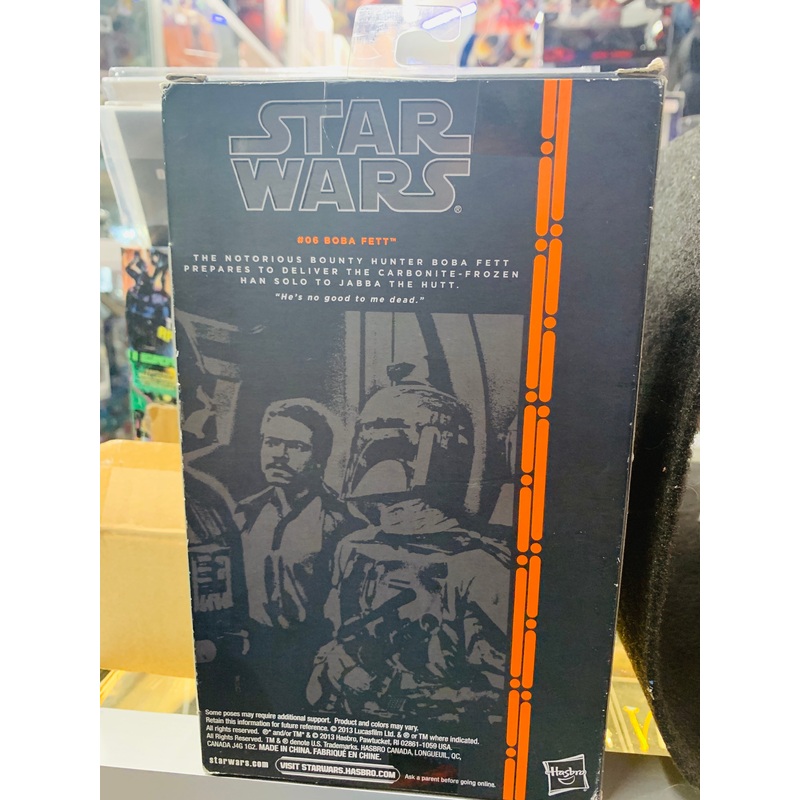 STAR
WARS®
#06 BOBA FETT™
THE NOTORIOUS BOUNTY HUNTER BOBA FETT
PREPARES TO DELIVER THE CARBONITE-FROZEN
HAN SOLO TO JABBA THE HUTT.
"He's no good to me dead."
Some poses may require additional support. Product and colors may vary.
Retain this information for future reference. © 2013 Lucasfilm Ltd. & ® or TM where indicated.
All rights reserved. ®* and/or TM* & © 2013 Hasbro, Pawtucket, RI 02861-1059 USA.
All Rights Reserved. TM & ® denote U.S. Trademarks. HASBRO CANADA, LONGUEUIL, QC,
CANADA J4G 1G2. MADE IN CHINA. FABRIQUÉ EN CHINE.
starwars.com VISIT STARWARS.HASBRO.COM Ask a parent before going online.
Hasbro